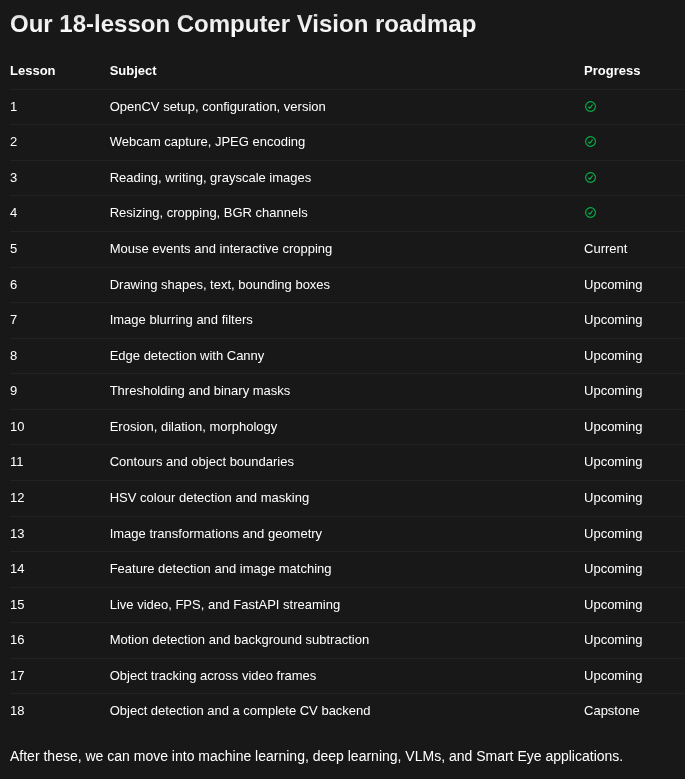 Our 18-lesson Computer Vision roadmap
Lesson Subject Progress
1 OpenCV setup, configuration, version
2 Webcam capture, JPEG encoding
3 Reading, writing, grayscale images
4 Resizing, cropping, BGR channels
5 Mouse events and interactive cropping Current
6 Drawing shapes, text, bounding boxes Upcoming
7 Image blurring and filters Upcoming
8 Edge detection with Canny Upcoming
9 Thresholding and binary masks Upcoming
10 Erosion, dilation, morphology Upcoming
11 Contours and object boundaries Upcoming
12 HSV colour detection and masking Upcoming
13 Image transformations and geometry Upcoming
14 Feature detection and image matching Upcoming
15 Live video, FPS, and FastAPI streaming Upcoming
16 Motion detection and background subtraction Upcoming
17 Object tracking across video frames Upcoming
18 Object detection and a complete CV backend Capstone
After these, we can move into machine learning, deep learning, VLMs, and Smart Eye applications.